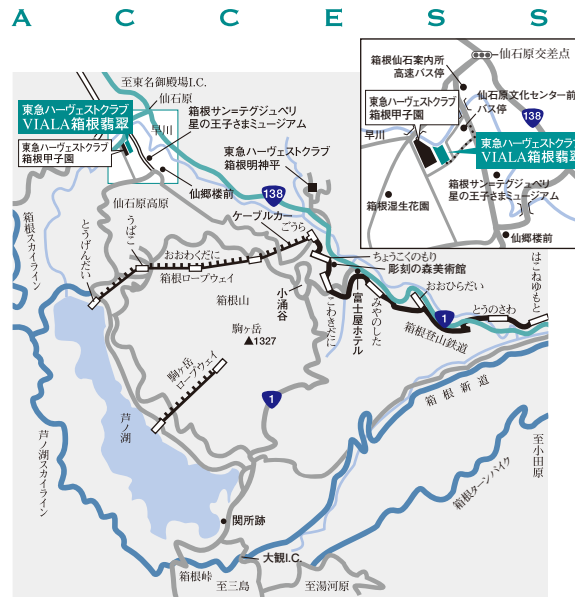 A C C E S S
至東名御殿場I.C.
仙石原
東急ハーヴェストクラブ
VIALA箱根翡翠
東急ハーヴェストクラブ
箱根甲子園
早川
箱根サン=テグジュペリ
星の王子さまミュージアム
仙郷楼前
仙石原高原
東急ハーヴェストクラブ
箱根明神平
138
箱根スカイライン
とうげんだい
うばこ
おおわくだに
箱根ロープウェイ
ケーブルカー
ごうら
ちょうこくのもり
彫刻の森美術館
箱根山
小涌谷
こわきだに
富士屋ホテル
みやのした
おおひらだい
とうのさわ
はこねゆもと
1
箱根登山鉄道
駒ヶ岳
▲1327
駒ヶ岳
ロープウェイ
1
箱根新道
芦ノ湖
芦ノ湖スカイライン
箱根ターンパイク
至小田原
関所跡
大観I.C.
箱根峠
至三島
至湯河原
仙石原交差点
箱根仙石案内所
高速バス停
仙石原文化センター前
バス停
東急ハーヴェストクラブ
箱根甲子園
138
早川
東急ハーヴェストクラブ
VIALA箱根翡翠
箱根サン=テグジュペリ
星の王子さまミュージアム
箱根湿生花園
仙郷楼前